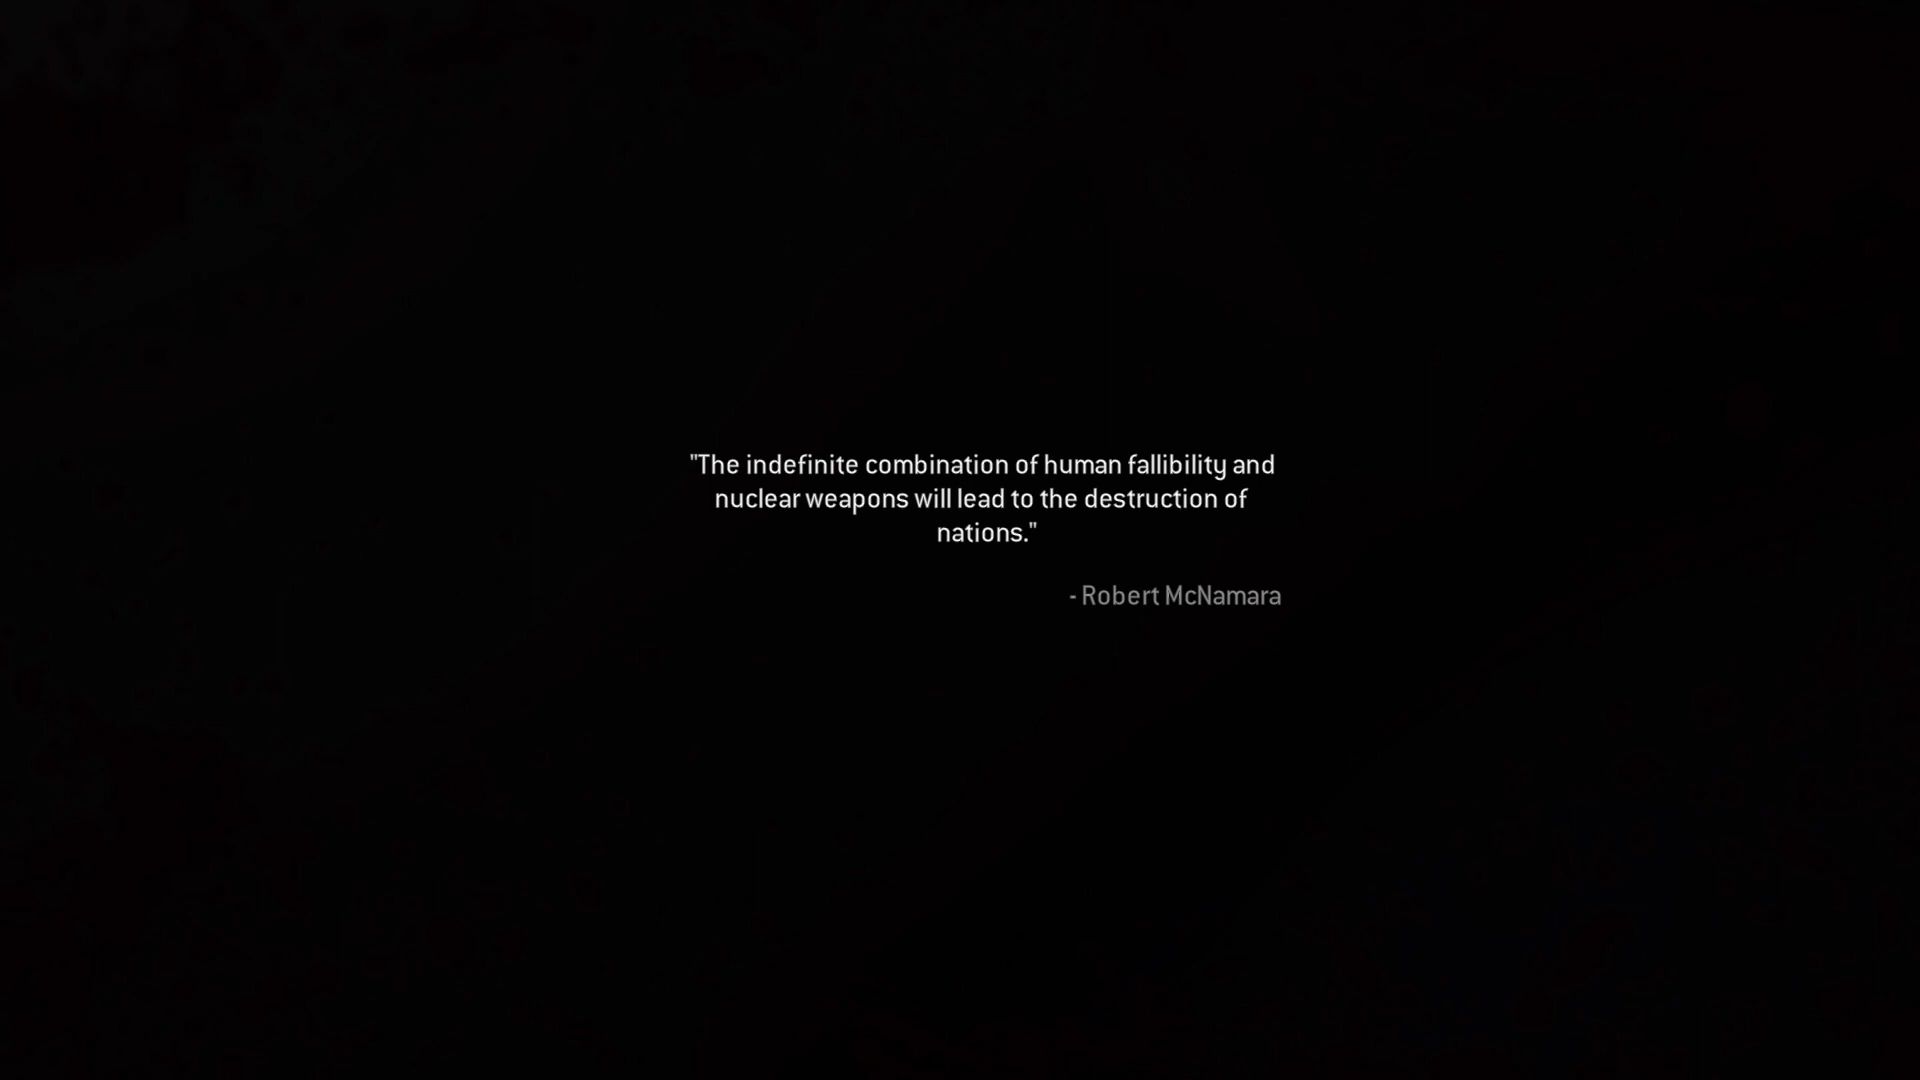 "The indefinite combination of human fallibility and
nuclear weapons will lead to the destruction of
nations."
- Robert McNamara